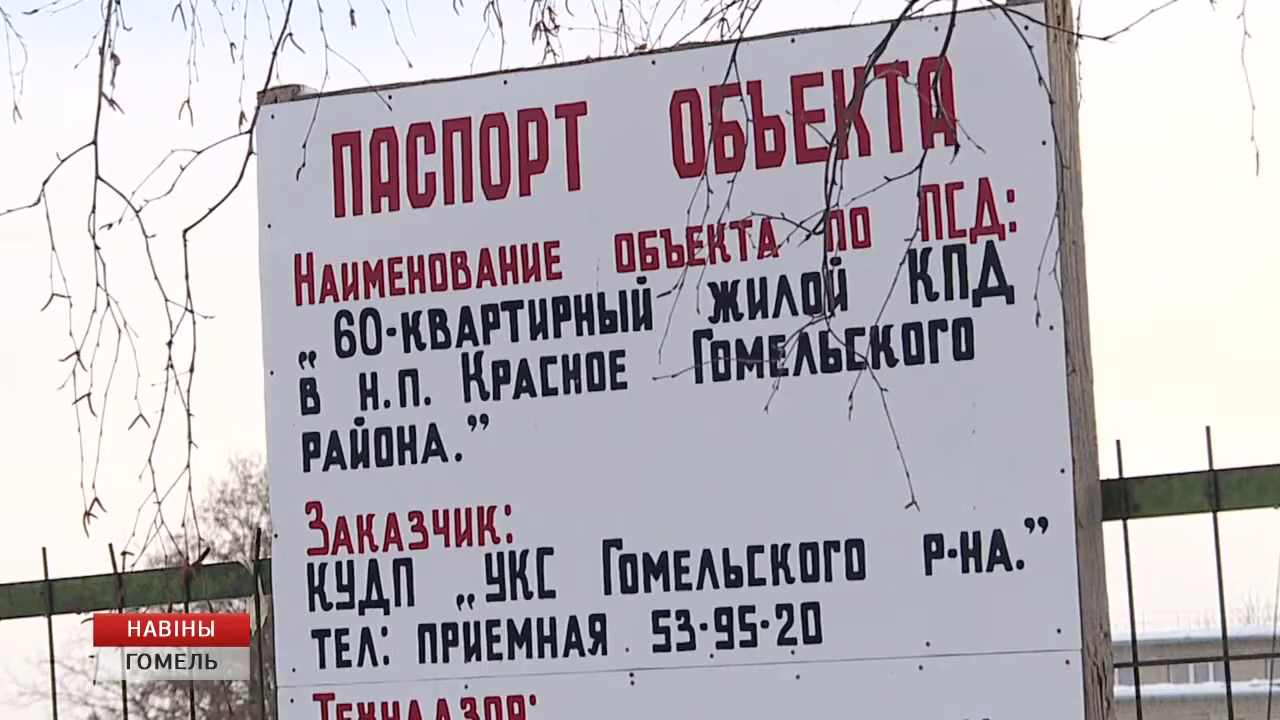 ПАСПОРТ ОБЪЕКТА
НАИМЕНОВАНИЕ ОБЪЕКТА ПО ПСД:
„60-КВАРТИРНЫЙ ЖИЛОЙ КПД
В Н.П. КРАСНОЕ ГОМЕЛЬСКОГО
РАЙОНА.”
ЗАКАЗЧИК:
КУДП „УКС ГОМЕЛЬСКОГО Р-НА.”
ТЕЛ: ПРИЕМНАЯ 53-95-20
ТЕХНАДЗОР:
НАВІНЫ
ГОМЕЛЬ